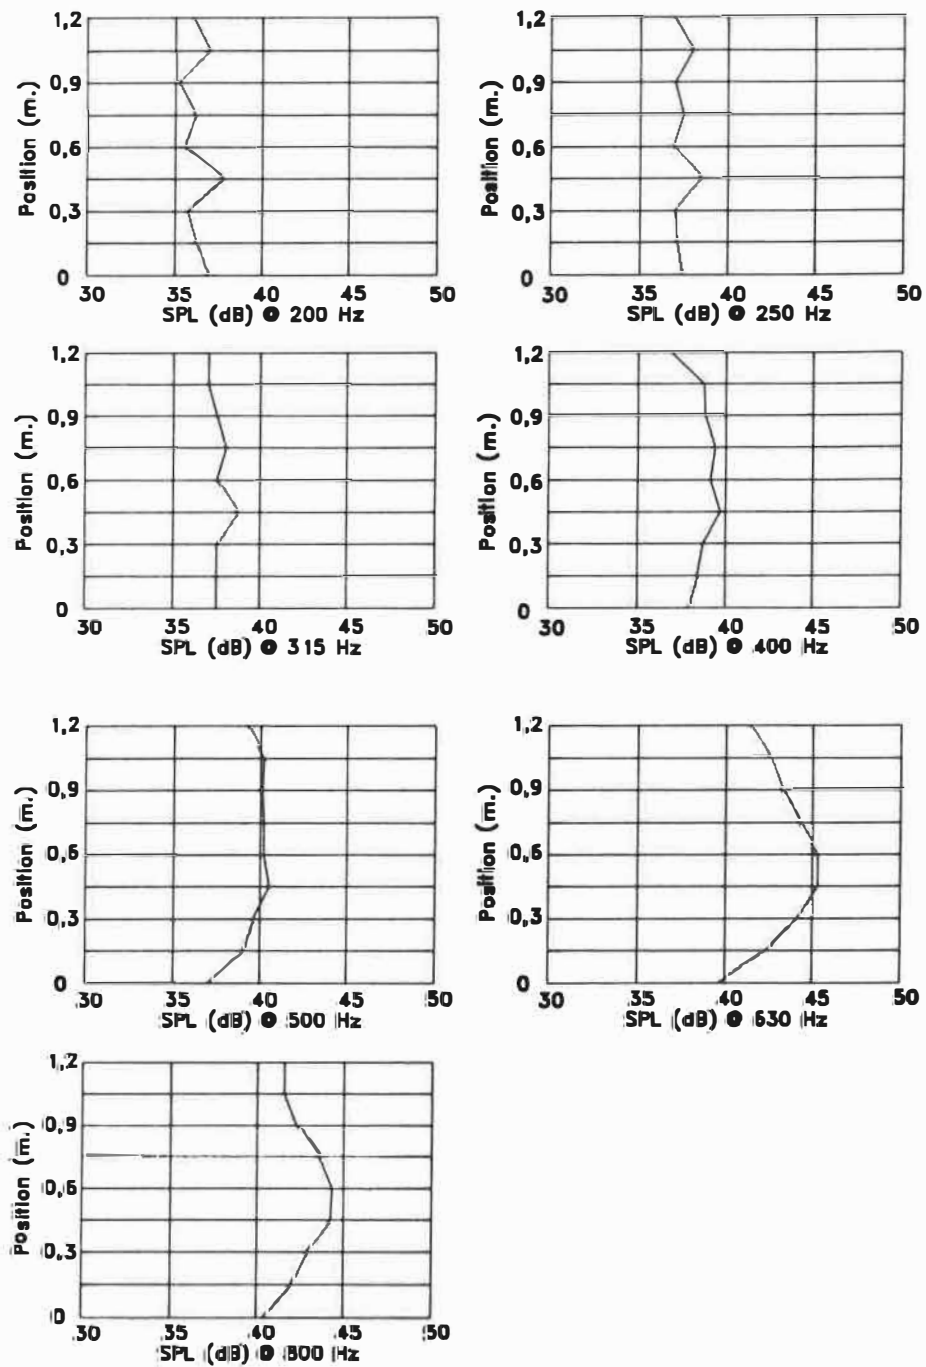 Position (m.)
1,2
0,9
0,6
0,3
0
30 35 40 45 50
SPL (dB) @ 200 Hz
Position (m.)
1,2
0,9
0,6
0,3
0
30 35 40 45 50
SPL (dB) @ 250 Hz
Position (m.)
1,2
0,9
0,6
0,3
0
30 35 40 45 50
SPL (dB) @ 315 Hz
Position (m.)
1,2
0,9
0,6
0,3
0
30 35 40 45 50
SPL (dB) @ 400 Hz
Position (m.)
1,2
0,9
0,6
0,3
0
30 35 40 45 50
SPL (dB) @ 500 Hz
Position (m.)
1,2
0,9
0,6
0,3
0
30 35 40 45 50
SPL (dB) @ 630 Hz
Position (m.)
1,2
0,9
0,6
0,3
0
30 35 40 45 50
SPL (dB) @ 800 Hz